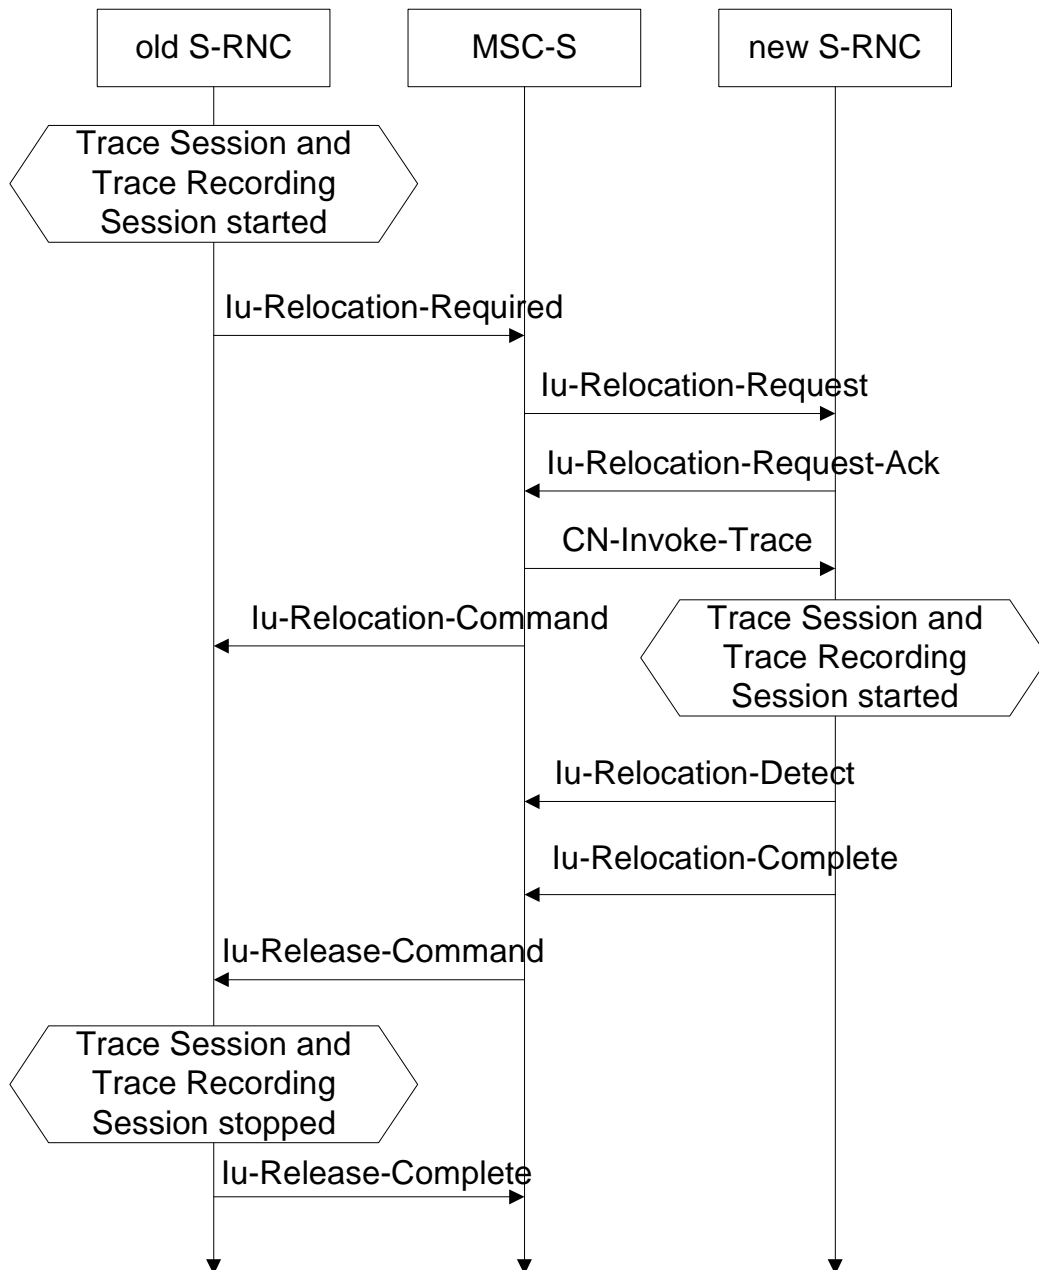 old S-RNC
MSC-S
new S-RNC
Trace Session and
Trace Recording
Session started
Iu-Relocation-Required
Iu-Relocation-Request
Iu-Relocation-Request-Ack
CN-Invoke-Trace
Iu-Relocation-Command
Trace Session and
Trace Recording
Session started
Iu-Relocation-Detect
Iu-Relocation-Complete
Iu-Release-Command
Trace Session and
Trace Recording
Session stopped
Iu-Release-Complete